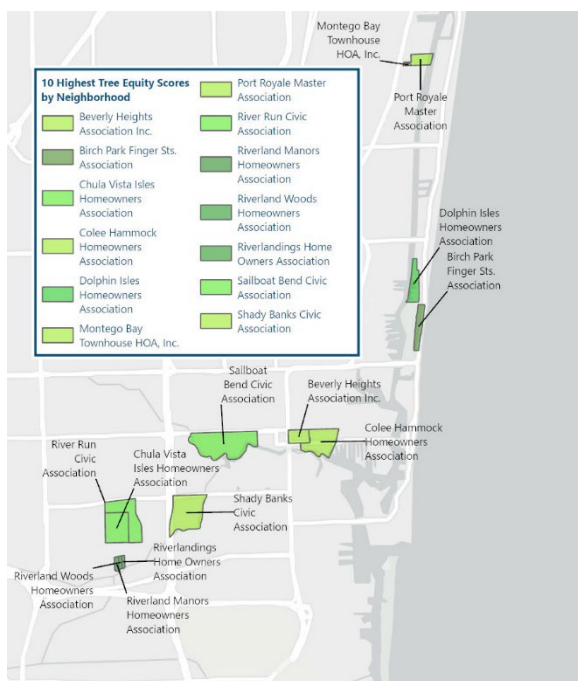 Montego Bay
Townhouse
HOA, Inc.
Port Royale
Master
Association
10 Highest Tree Equity Scores
by Neighborhood
Beverly Heights
Association Inc.
Birch Park Finger Sts.
Association
Chula Vista Isles
Homeowners
Association
Colee Hammock
Homeowners
Association
Dolphin Isles
Homeowners
Association
Montego Bay
Townhouse HOA, Inc.
Port Royale Master
Association
River Run Civic
Association
Riverland Manors
Homeowners
Association
Riverland Woods
Homeowners
Association
Riverlandings Home
Owners Association
Sailboat Bend Civic
Association
Shady Banks Civic
Association
Dolphin Isles
Homeowners
Association
Birch Park
Finger Sts.
Association
Sailboat
Bend Civic
Association
Beverly Heights
Association Inc.
Colee Hammock
Homeowners
Association
River Run
Civic
Association
Chula Vista
Isles Homeowners
Association
Shady Banks
Civic
Association
Riverlandings
Home Owners
Association
Riverland Woods
Homeowners
Association
Riverland Manors
Homeowners
Association